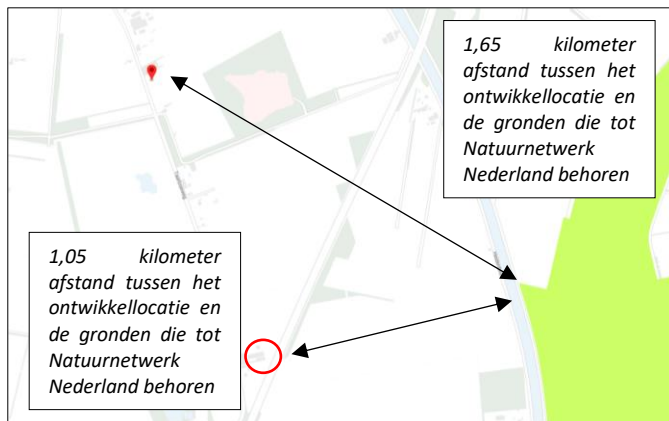 1,65 kilometer
afstand tussen het
ontwikkellocatie en
de gronden die tot
Natuurnetwerk
Nederland behoren
1,05 kilometer
afstand tussen het
ontwikkellocatie en
de gronden die tot
Natuurnetwerk
Nederland behoren